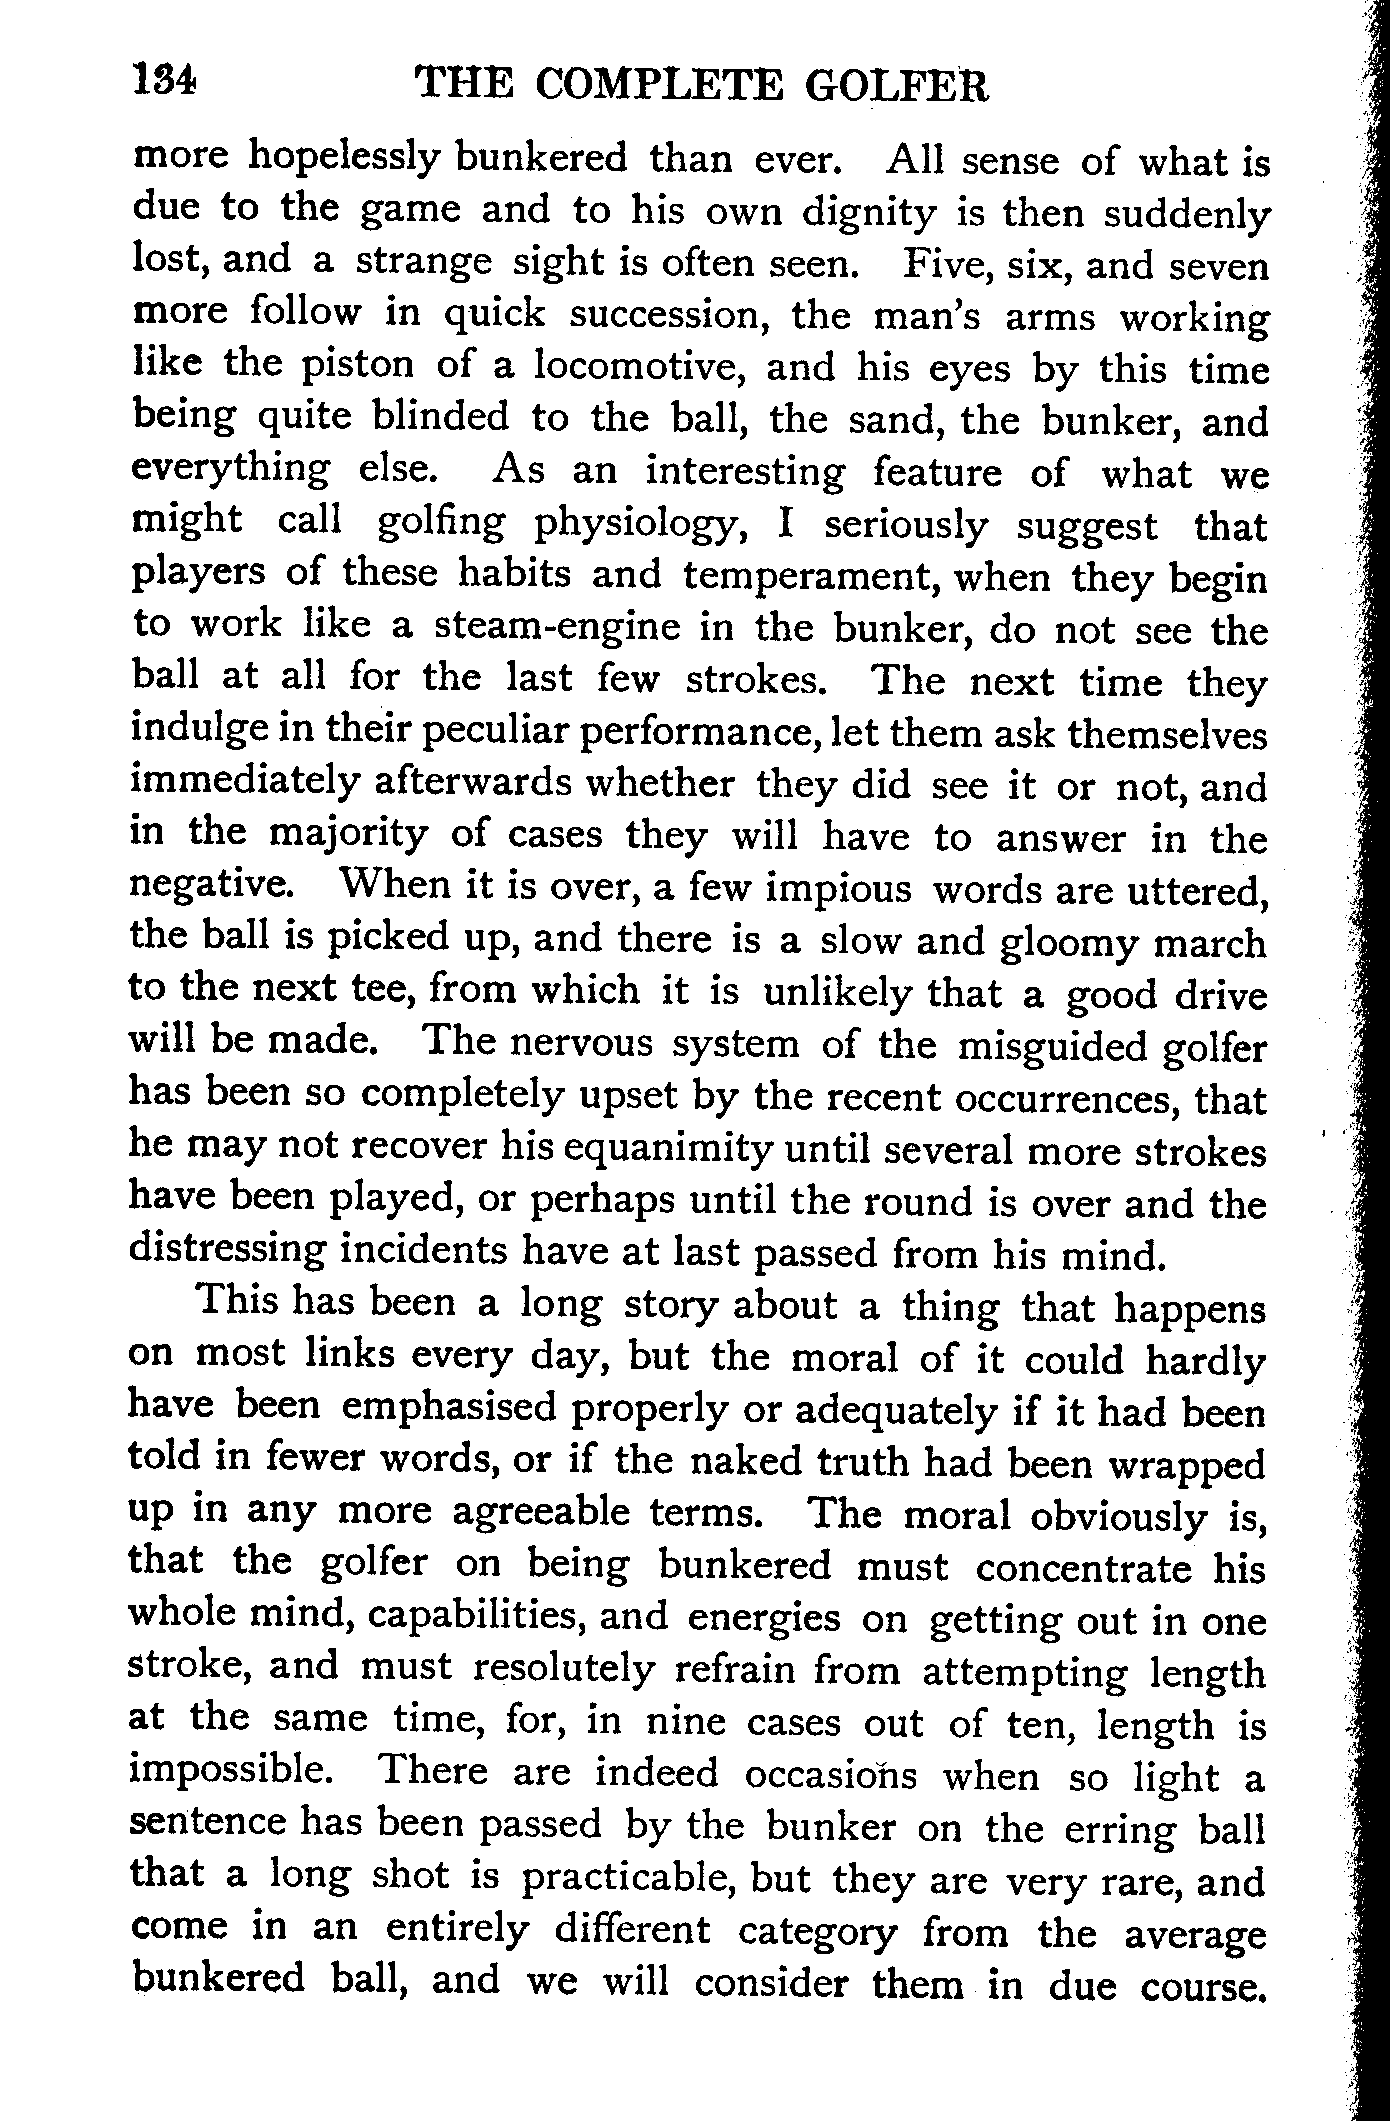 134 THE COMPLETE GOLFER
more hopelessly bunkered than ever. All sense of what is
due to the game and to his own dignity is then suddenly
lost, and a strange sight is often seen. Five, six, and seven
more follow in quick succession, the man's arms working
like the piston of a locomotive, and his eyes by this time
being quite blinded to the ball, the sand, the bunker, and
everything else. As an interesting feature of what we
might call golfing physiology, I seriously suggest that
players of these habits and temperament, when they begin
to work like a steam-engine in the bunker, do not see the
ball at all for the last few strokes. The next time they
indulge in their peculiar performance, let them ask themselves
immediately afterwards whether they did see it or not, and
in the majority of cases they will have to answer in the
negative. When it is over, a few impious words are uttered,
the ball is picked up, and there is a slow and gloomy march
to the next tee, from which it is unlikely that a good drive
will be made. The nervous system of the misguided golfer
has been so completely upset by the recent occurrences, that
he may not recover his equanimity until several more strokes
have been played, or perhaps until the round is over and the
distressing incidents have at last passed from his mind.
This has been a long story about a thing that happens
on most links every day, but the moral of it could hardly
have been emphasised properly or adequately if it had been
told in fewer words, or if the naked truth had been wrapped
up in any more agreeable terms. The moral obviously is,
that the golfer on being bunkered must concentrate his
whole mind, capabilities, and energies on getting out in one
stroke, and must resolutely refrain from attempting length
at the same time, for, in nine cases out of ten, length is
impossible. There are indeed occasions when so light a
sentence has been passed by the bunker on the erring ball
that a long shot is practicable, but they are very rare, and
come in an entirely different category from the average
bunkered ball, and we will consider them in due course.